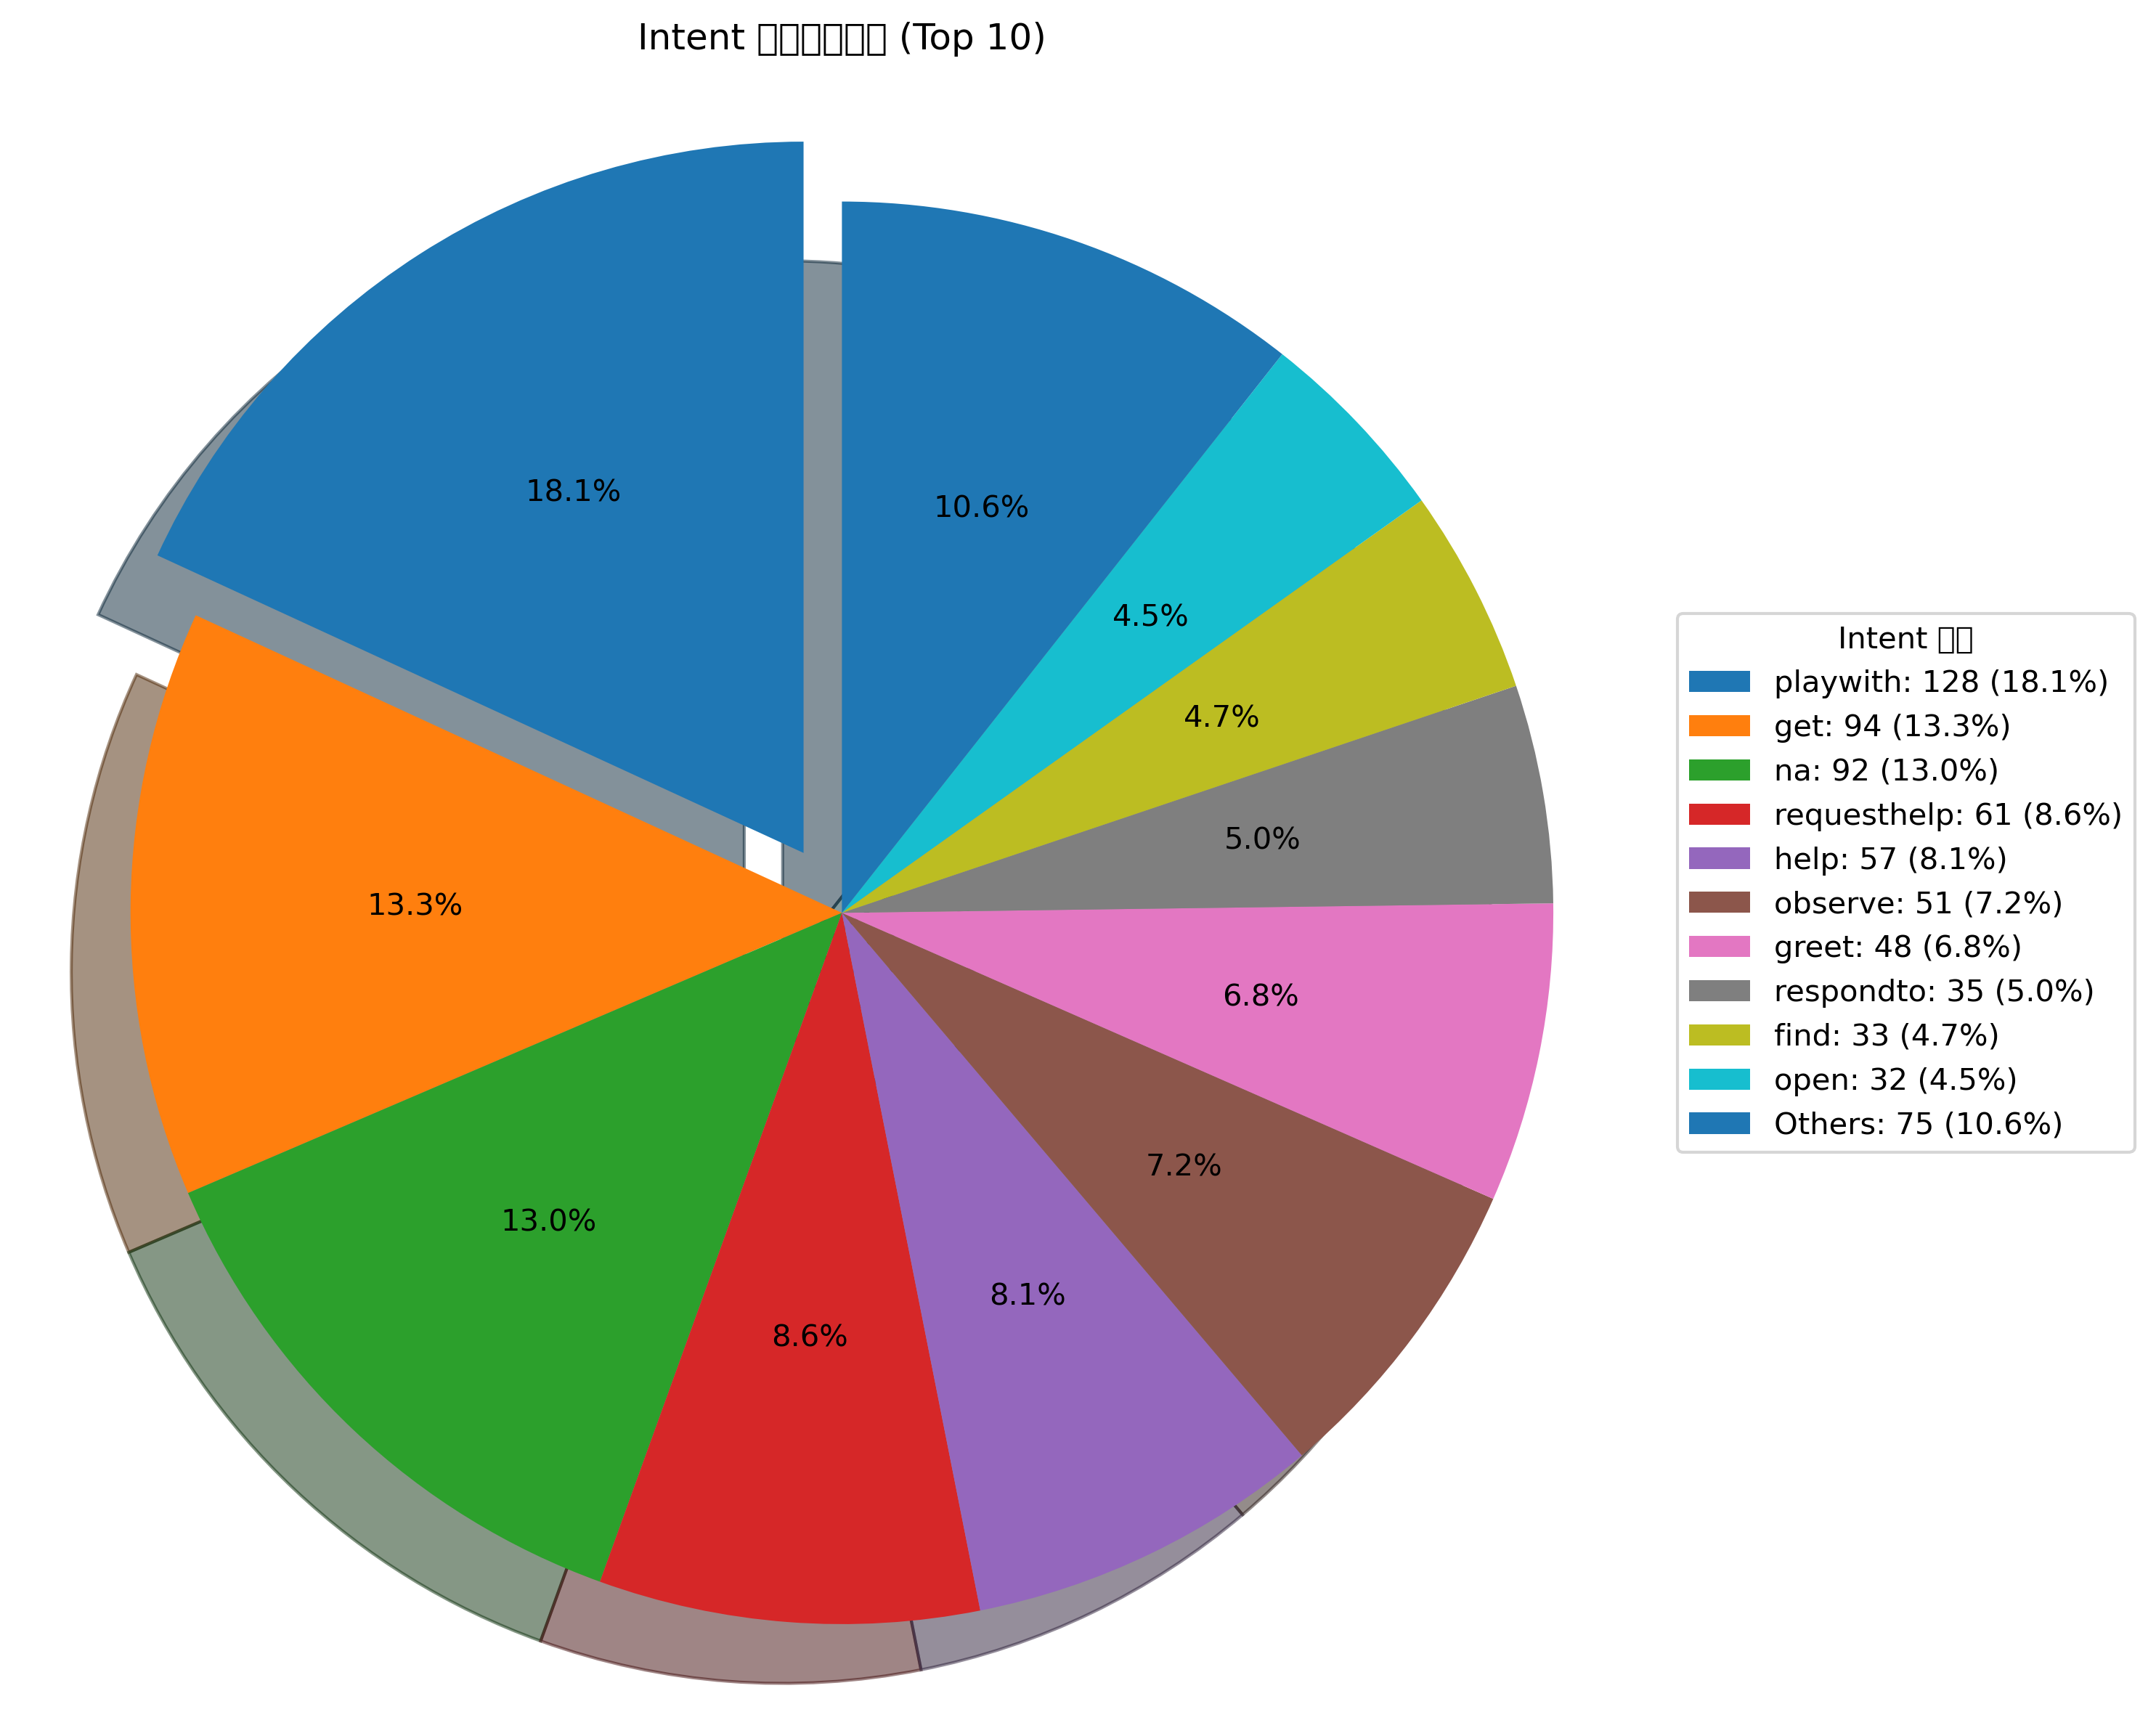 Intent (Top 10)
18.1%
10.6%
4.5%
4.7%
5.0%
13.3%
6.8%
7.2%
13.0%
8.1%
8.6%
Intent
playwith: 128 (18.1%)
get: 94 (13.3%)
na: 92 (13.0%)
requesthelp: 61 (8.6%)
help: 57 (8.1%)
observe: 51 (7.2%)
greet: 48 (6.8%)
respondto: 35 (5.0%)
find: 33 (4.7%)
open: 32 (4.5%)
Others: 75 (10.6%)